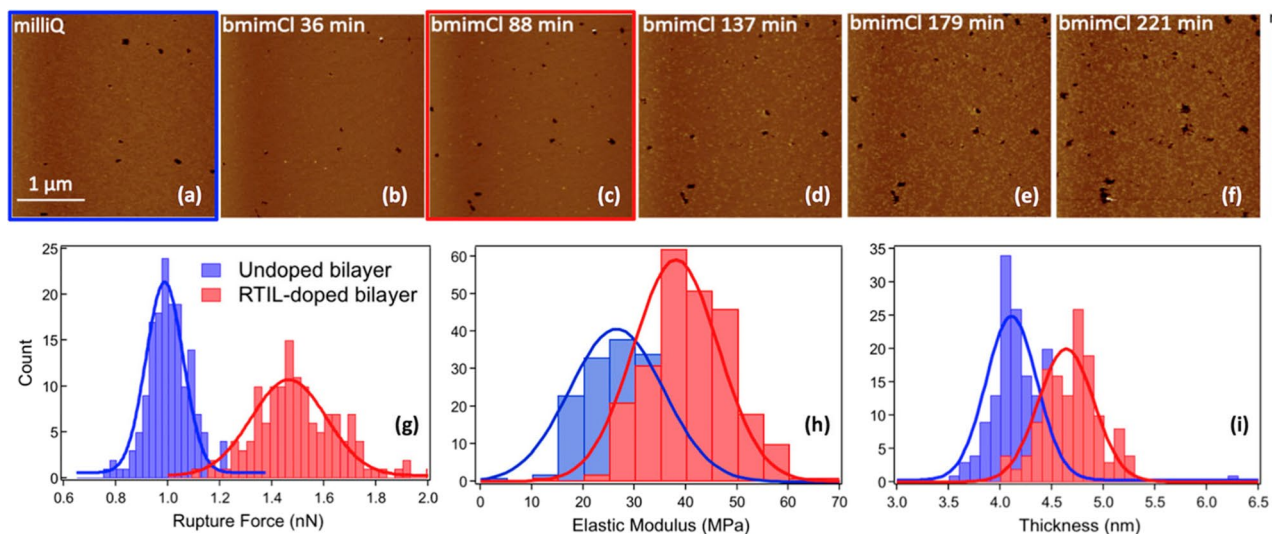 milliQ
bmimCl 36 min
bmimCl 88 min
bmimCl 137 min
bmimCl 179 min
bmimCl 221 min
1 µm
(a)
(b)
(c)
(d)
(e)
(f)
25
20
15
10
5
0
Count
Undoped bilayer
RTIL-doped bilayer
(g)
0.6 0.8 1.0 1.2 1.4 1.6 1.8 2.0
Rupture Force (nN)
60
50
40
30
20
10
0
(h)
0 10 20 30 40 50 60 70
Elastic Modulus (MPa)
35
30
25
20
15
10
5
0
(i)
3.0 3.5 4.0 4.5 5.0 5.5 6.0 6.5
Thickness (nm)